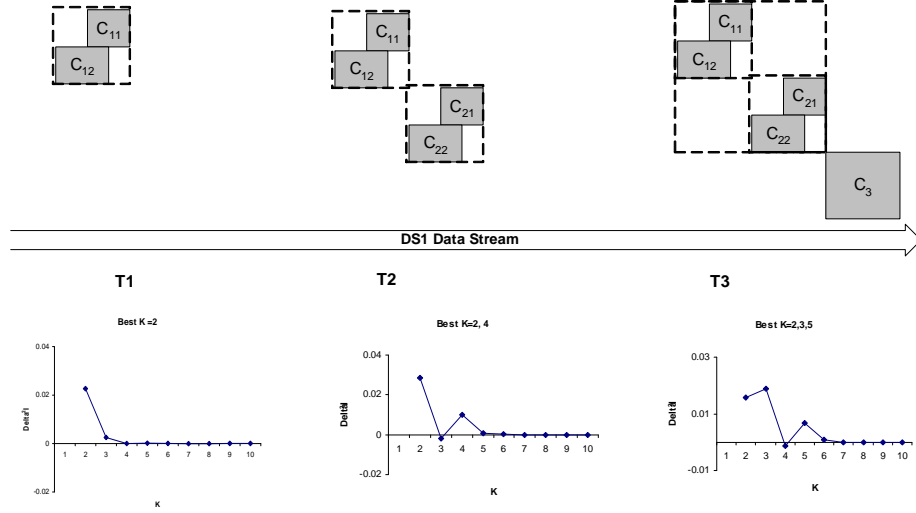 C11
C12
C11
C12
C21
C22
C11
C12
C21
C22
C3
DS1 Data Stream
T1
T2
T3
Best K =2
0.04
0.02
0
-0.02
1 2 3 4 5 6 7 8 9 10
K
Best K=2, 4
0.04
0.02
0
-0.02
1 2 3 4 5 6 7 8 9 10
K
Best K=2,3,5
0.03
0.01
-0.01
1 2 3 4 5 6 7 8 9 10
K